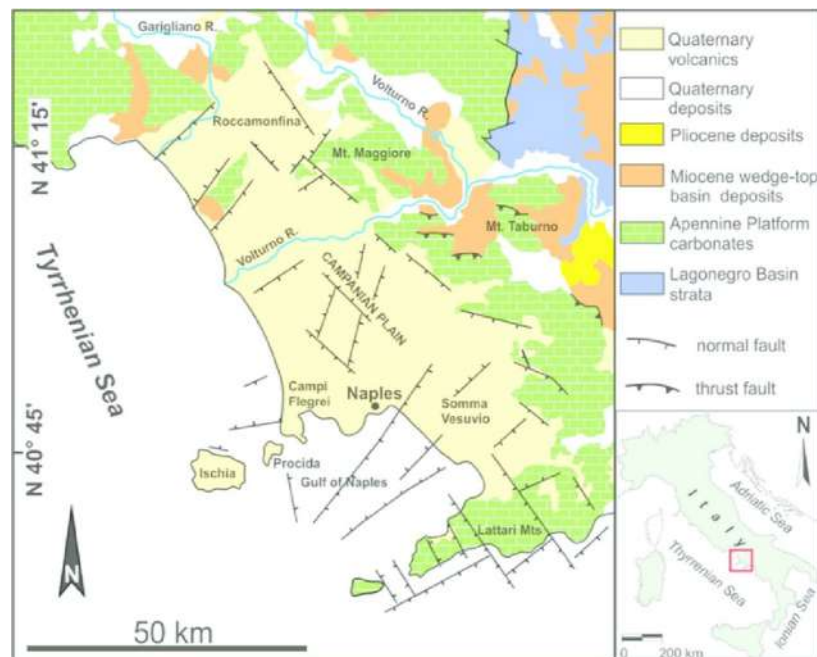 Garigliano R.
Volturno R.
Roccamonfina
Mt. Maggiore
N 41° 15'
Mt. Taburno
Volturno R.
CAMPANIAN PLAIN
Tyrrhenian Sea
Campi
Flegrei
Naples
Somma
Vesuvio
N 40° 45'
Ischia
Procida
Gulf of Naples
Lattari Mts
N
50 km
Quaternary
volcanics
Quaternary
deposits
Pliocene deposits
Miocene wedge-top
basin deposits
Apennine Platform
carbonates
Lagonegro Basin
strata
normal fault
thrust fault
N
Adriatic Sea
Italy
Thyrrenian Sea
Ionian Sea
0 200 km